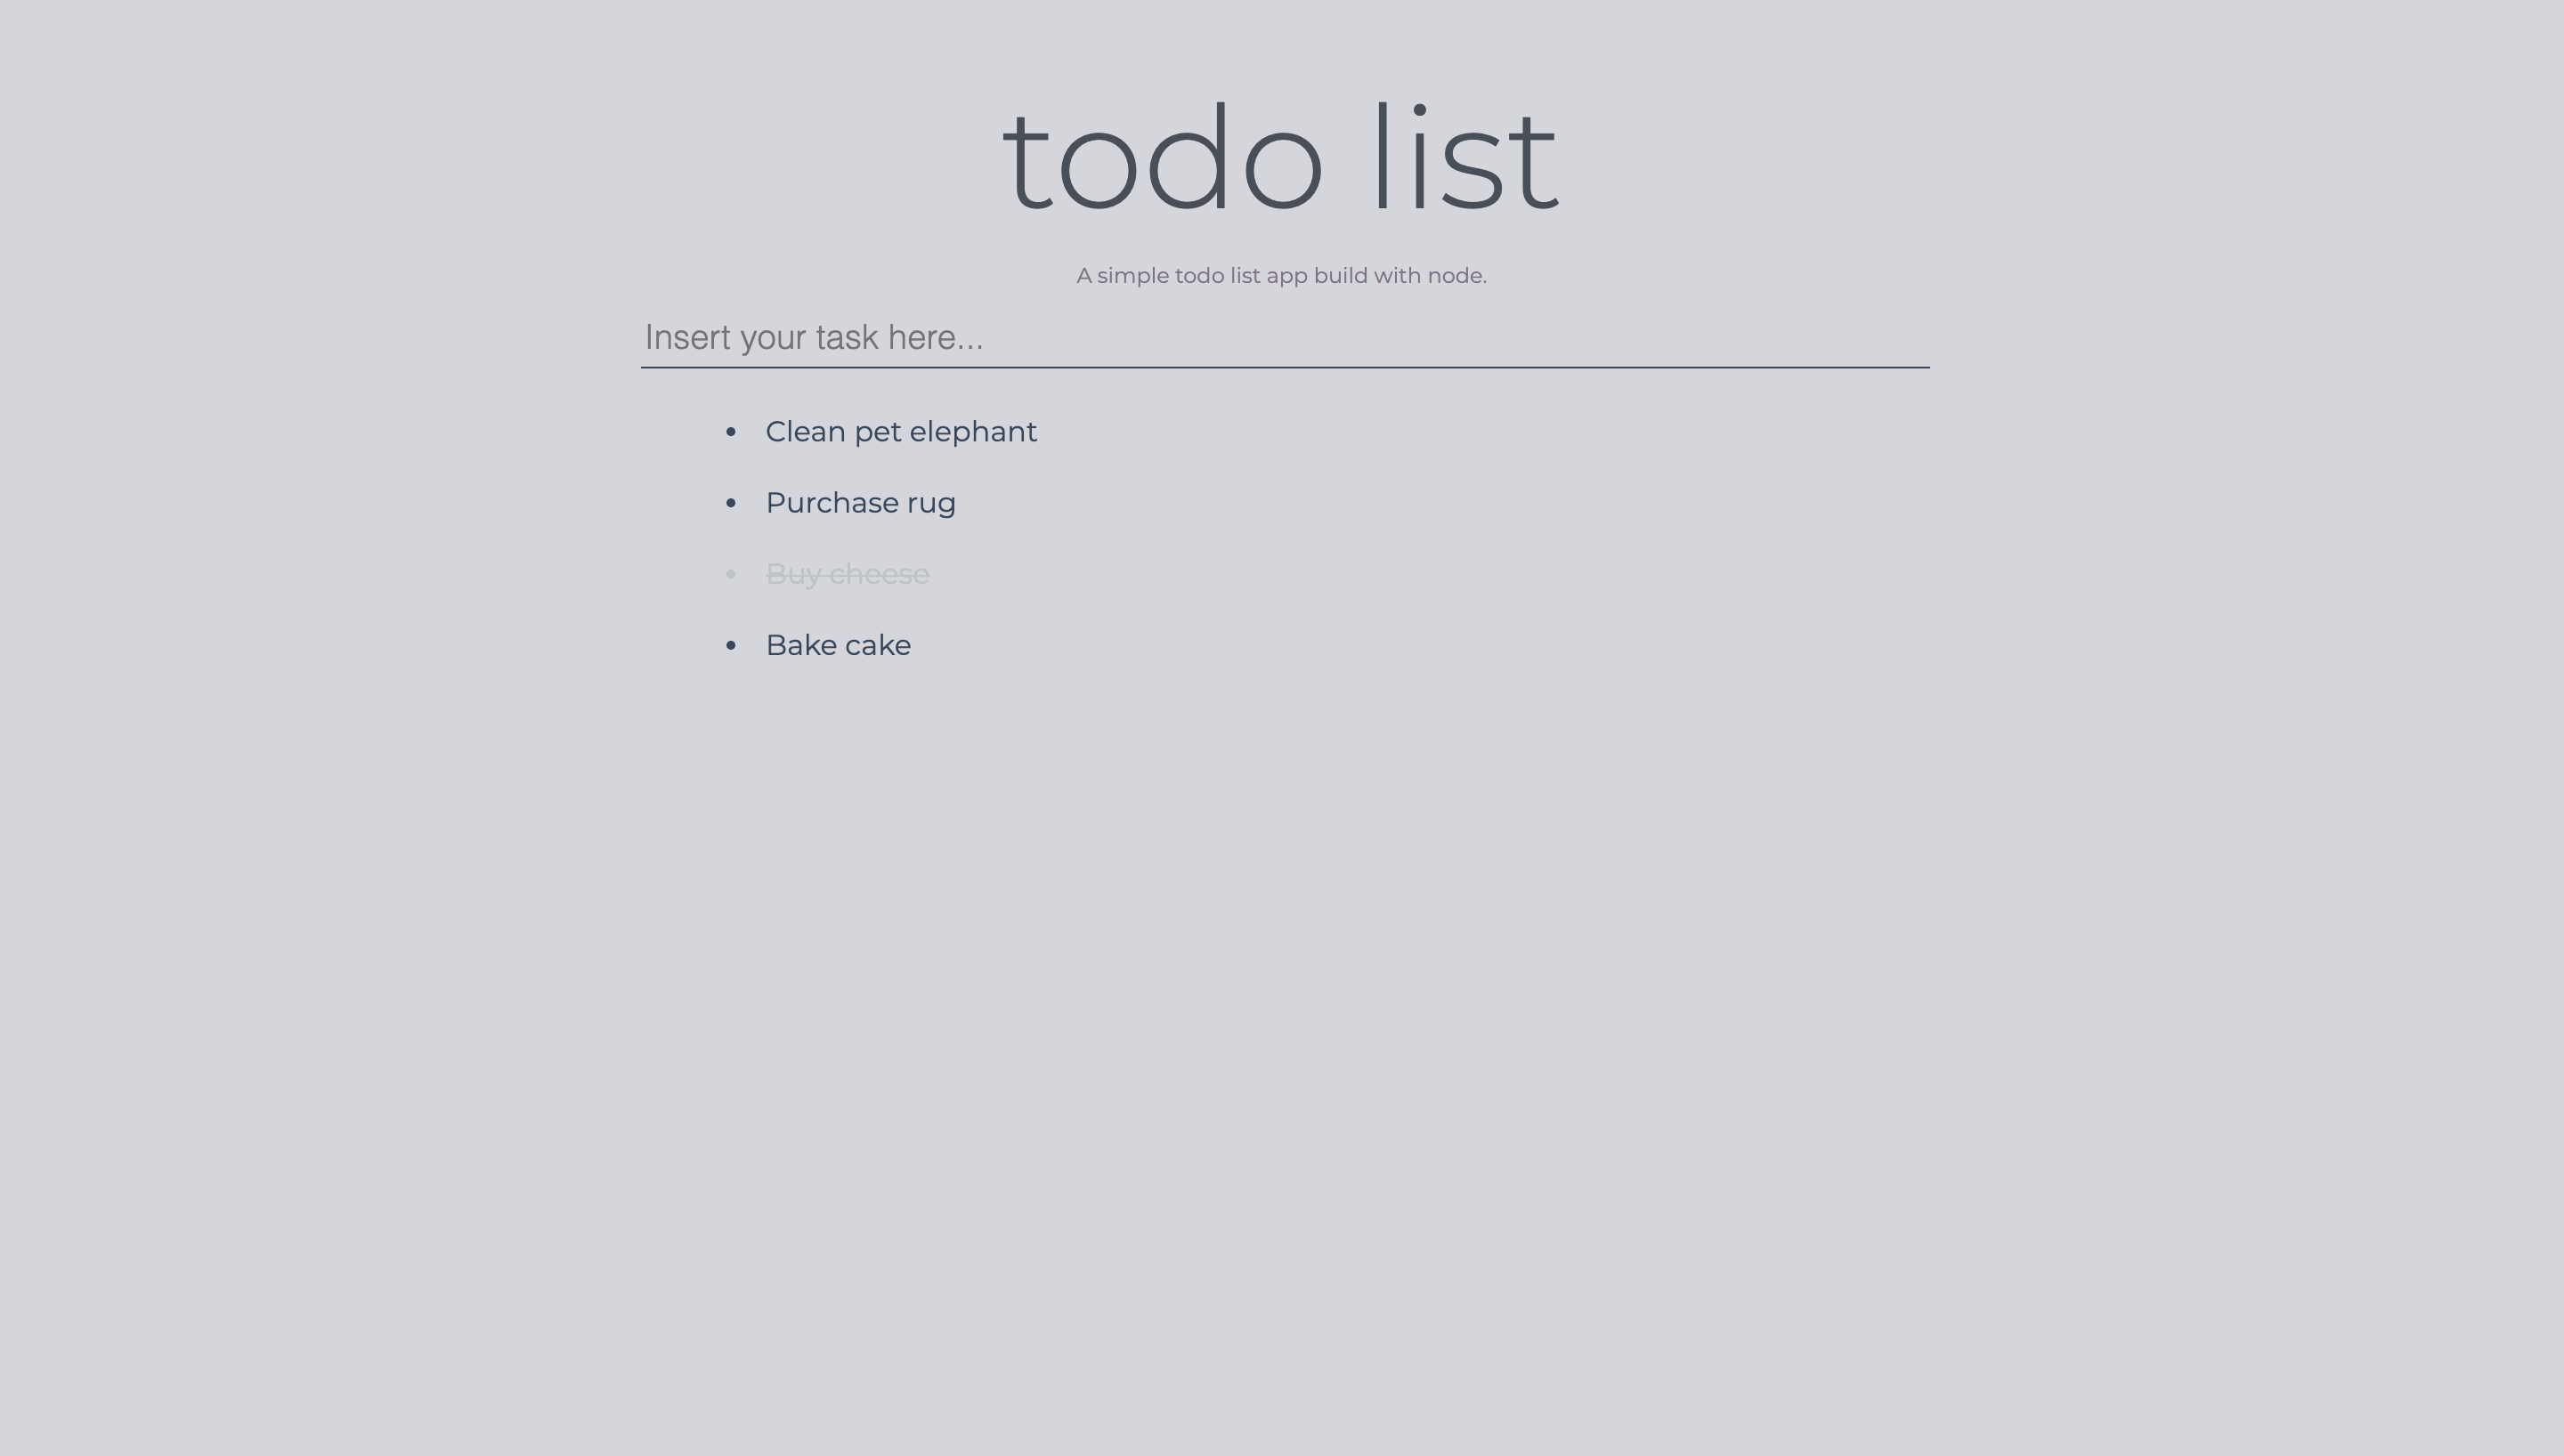 todo list
A simple todo list app build with node.
Insert your task here...
Clean pet elephant
Purchase rug
Buy cheese
Bake cake